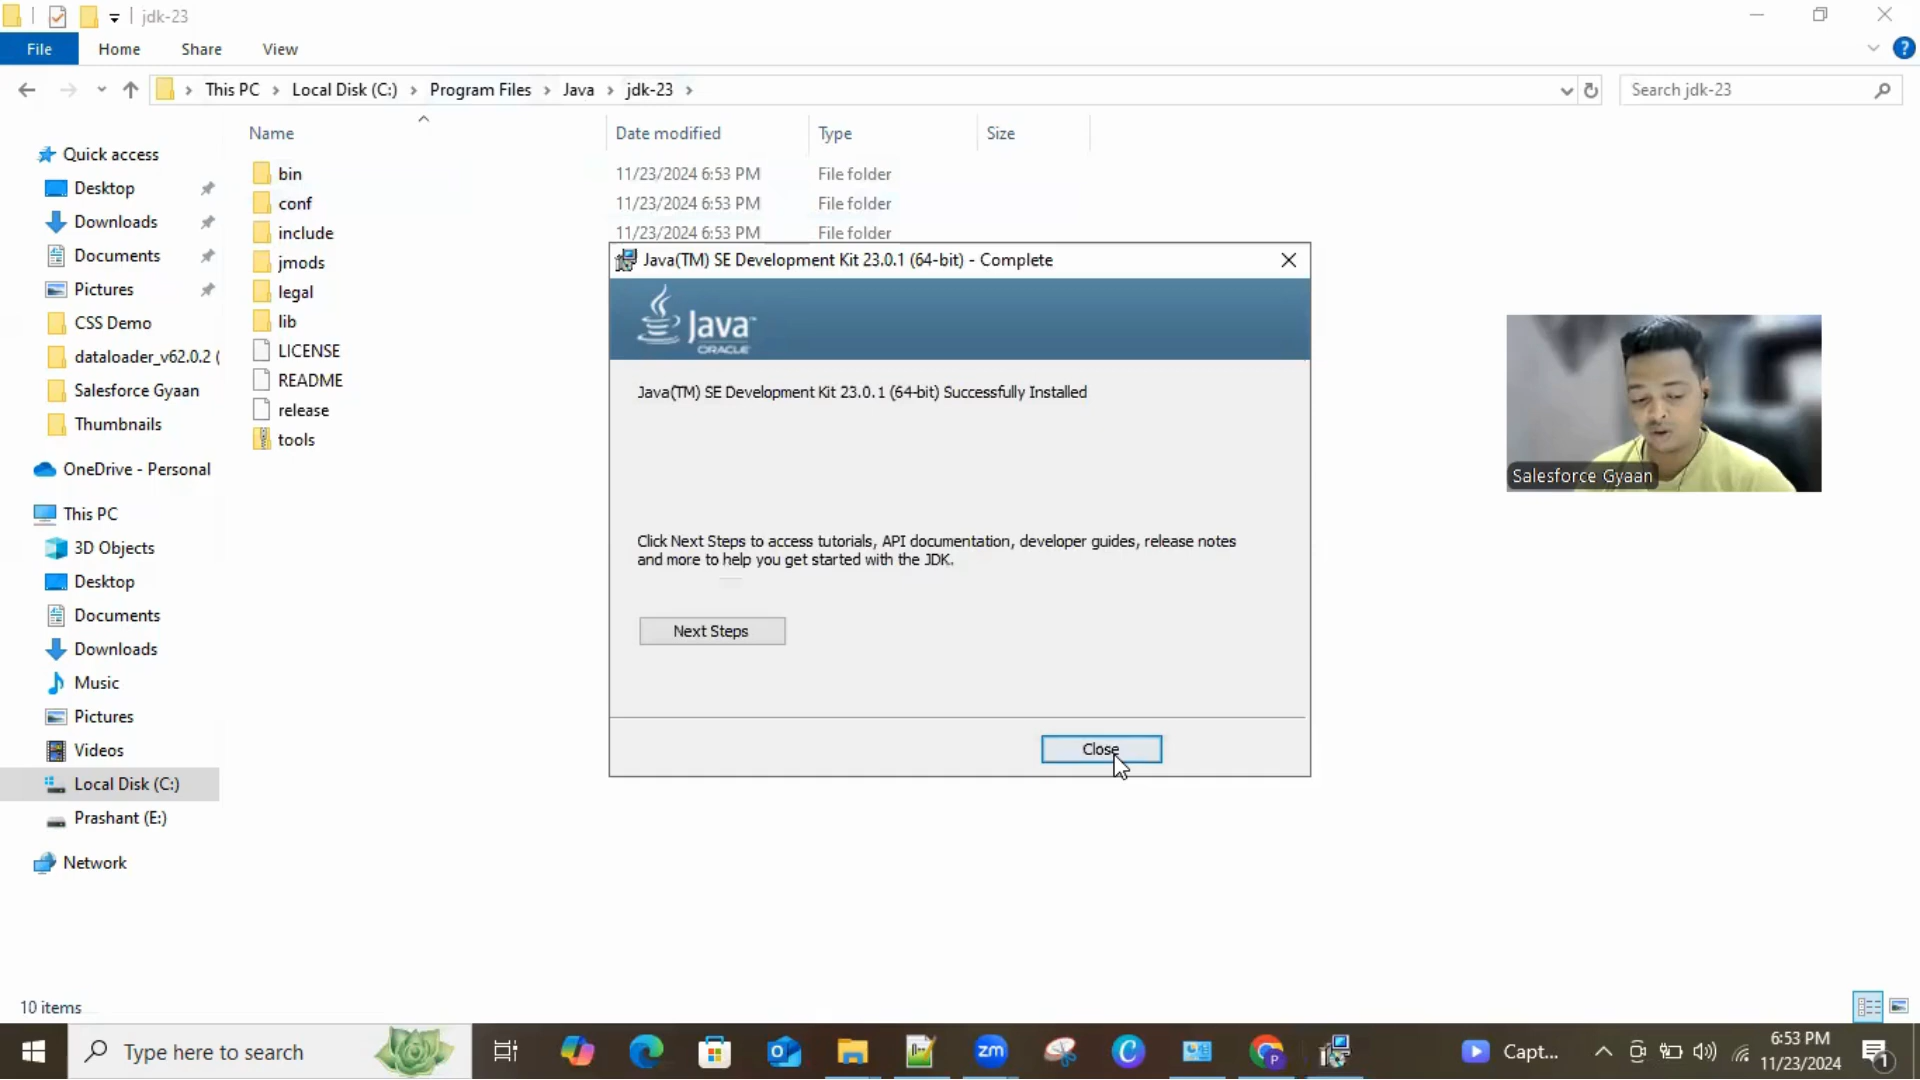 jdk-23
File
Home
Share
View
This PC
Local Disk (C:)
Program Files
Java
jdk-23
Search jdk-23
Name
Date modified
Type
Size
Quick access
Desktop
Downloads
Documents
Pictures
CSS Demo
dataloader_v62.0.2 (
Salesforce Gyaan
Thumbnails
OneDrive - Personal
This PC
3D Objects
Desktop
Documents
Downloads
Music
Pictures
Videos
Local Disk (C:)
Prashant (E:)
Network
bin 11/23/2024 6:53 PM File folder
conf 11/23/2024 6:53 PM File folder
include 11/23/2024 6:53 PM File folder
jmods
legal
lib
LICENSE
README
release
tools
Java(TM) SE Development Kit 23.0.1 (64-bit) - Complete
Java
ORACLE
Java(TM) SE Development Kit 23.0.1 (64-bit) Successfully Installed
Click Next Steps to access tutorials, API documentation, developer guides, release notes
and more to help you get started with the JDK.
Next Steps
Close
Salesforce Gyaan
10 items
Type here to search
zm
Capt...
6:53 PM
11/23/2024
1